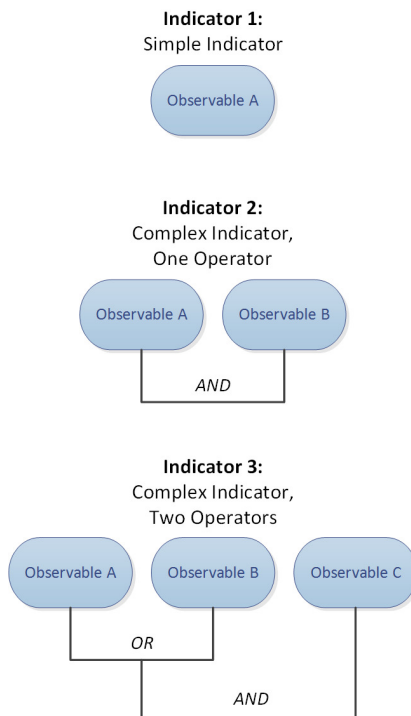 Indicator 1:
Simple Indicator
Observable A
Indicator 2:
Complex Indicator,
One Operator
Observable A
Observable B
AND
Indicator 3:
Complex Indicator,
Two Operators
Observable A
Observable B
Observable C
OR
AND